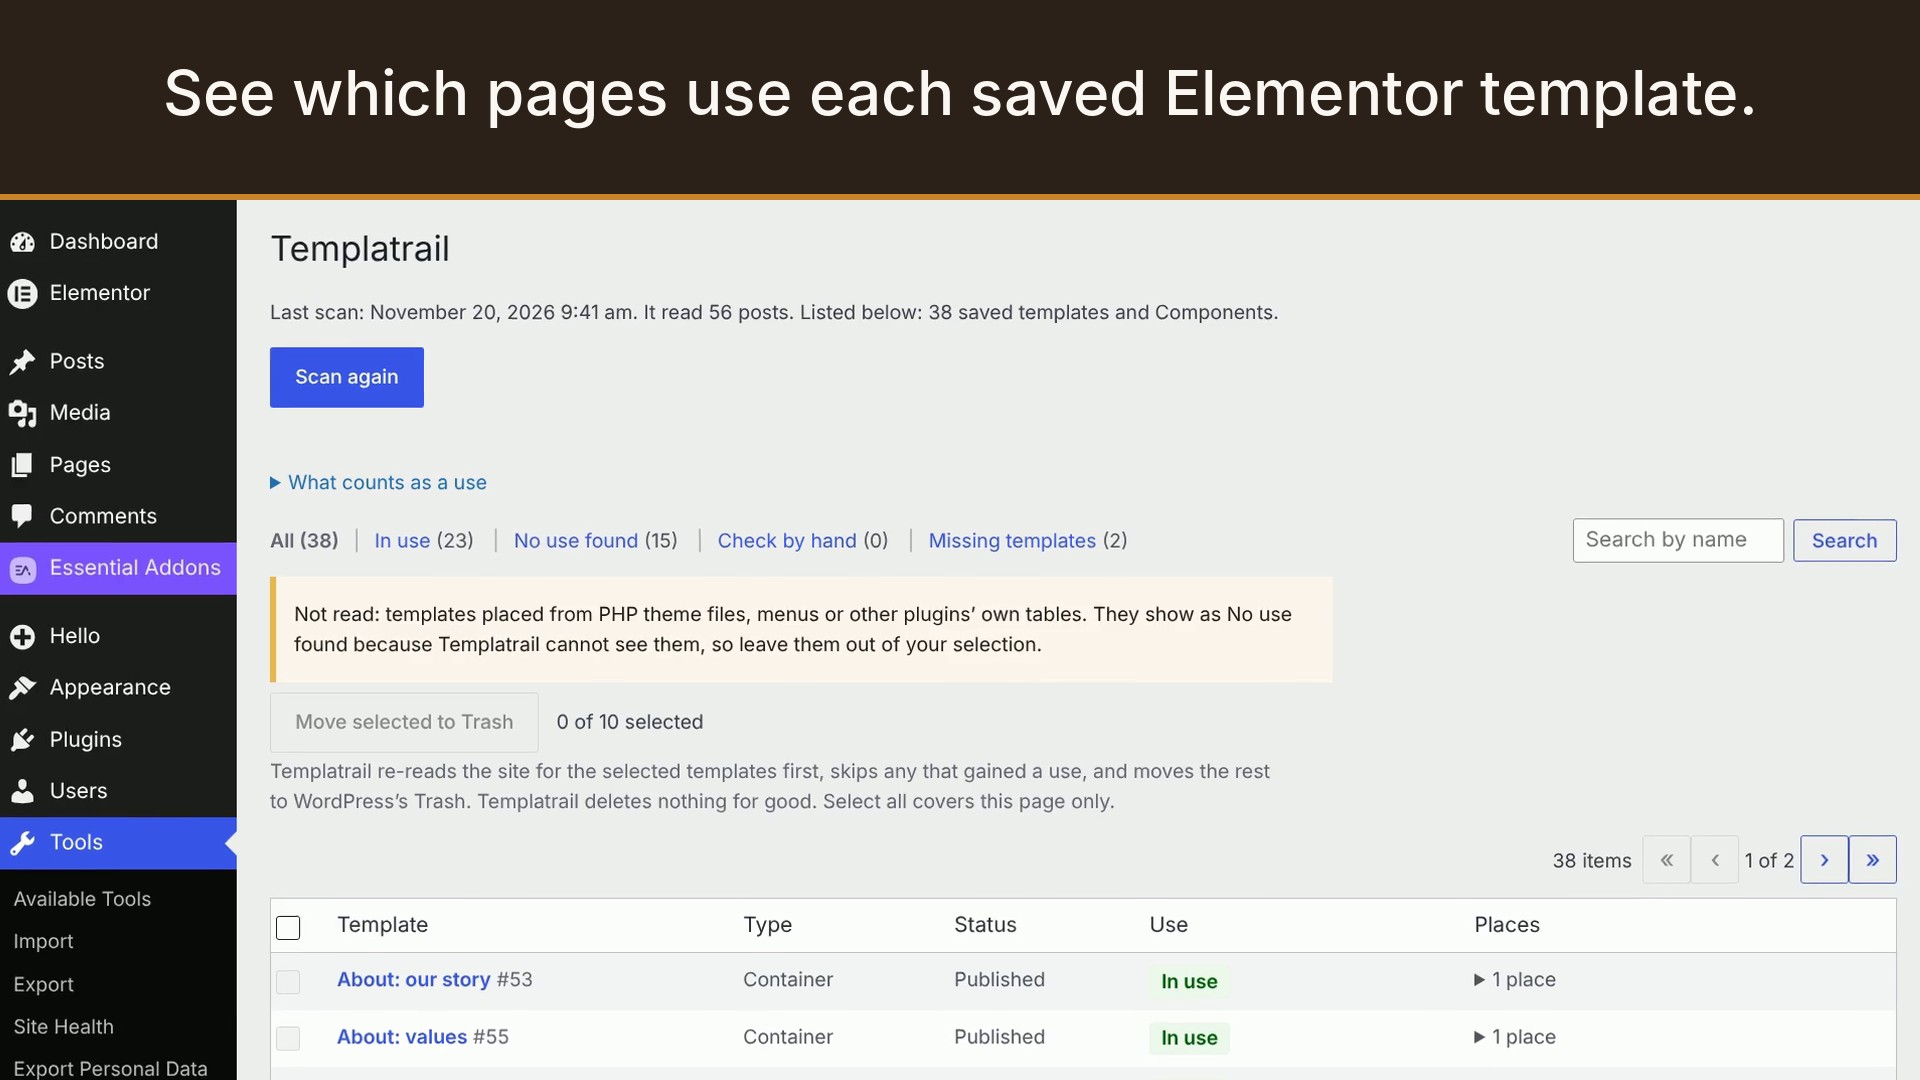 See which pages use each saved Elementor template.
Dashboard
Elementor
Posts
Media
Pages
Comments
Essential Addons
Hello
Appearance
Plugins
Users
Tools
Available Tools
Import
Export
Site Health
Export Personal Data
Templatrail
Last scan: November 20, 2026 9:41 am. It read 56 posts. Listed below: 38 saved templates and Components.
Scan again
What counts as a use
All (38) | In use (23) | No use found (15) | Check by hand (0) | Missing templates (2)
Search by name
Search
Not read: templates placed from PHP theme files, menus or other plugins’ own tables. They show as No use
found because Templatrail cannot see them, so leave them out of your selection.
Move selected to Trash
0 of 10 selected
Templatrail re-reads the site for the selected templates first, skips any that gained a use, and moves the rest
to WordPress’s Trash. Templatrail deletes nothing for good. Select all covers this page only.
38 items « ‹ 1 of 2 › »
Template Type Status Use Places
About: our story #53 Container Published In use 1 place
About: values #55 Container Published In use 1 place